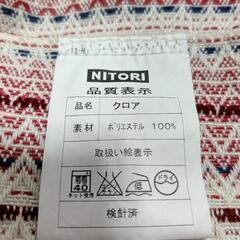 NITORI
品質表示
品名 クロア
素材 ポリエステル 100%
取扱い絵表示
40 ドライ
ネット使用
検針済